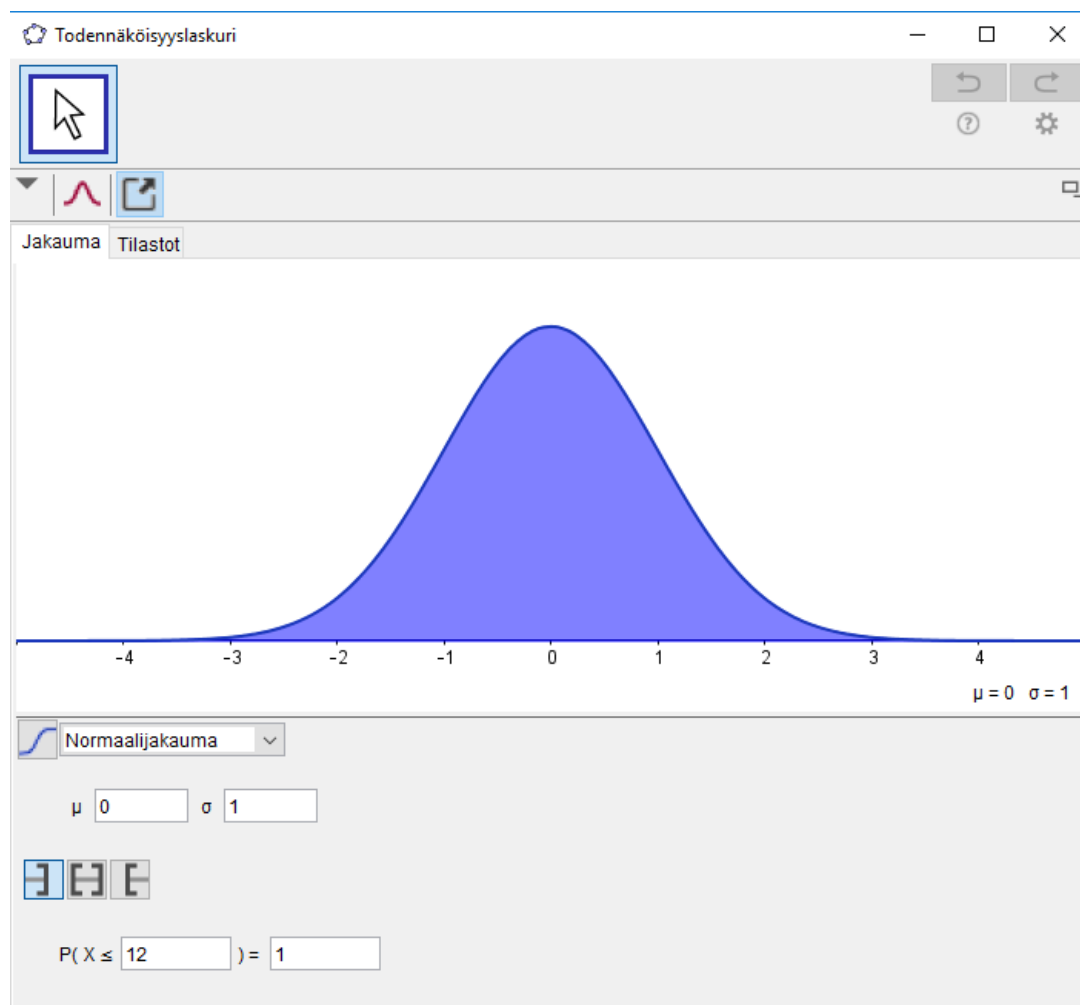 Todennäköisyyslaskuri
Jakauma Tilastot
-4 -3 -2 -1 0 1 2 3 4
μ = 0 σ = 1
Normaalijakauma
μ 0 σ 1
P( X ≤ 12 ) = 1